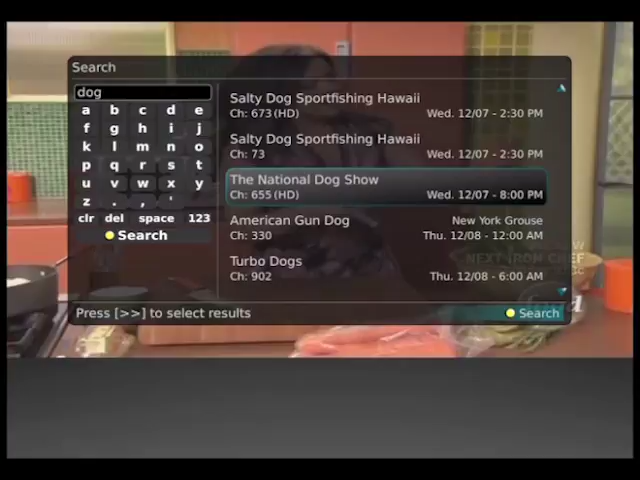 Search
dog
a b c d e
f g h i j
k l m n o
p q r s t
u v w x y
z . , '
clr del space 123
Search
Salty Dog Sportfishing Hawaii
Ch: 673 (HD) Wed. 12/07 - 2:30 PM
Salty Dog Sportfishing Hawaii
Ch: 73 Wed. 12/07 - 2:30 PM
The National Dog Show
Ch: 655 (HD) Wed. 12/07 - 8:00 PM
American Gun Dog New York Grouse
Ch: 330 Thu. 12/08 - 12:00 AM
Turbo Dogs
Ch: 902 Thu. 12/08 - 6:00 AM
NEXT IRON CHEF
Press [>>] to select results
Search